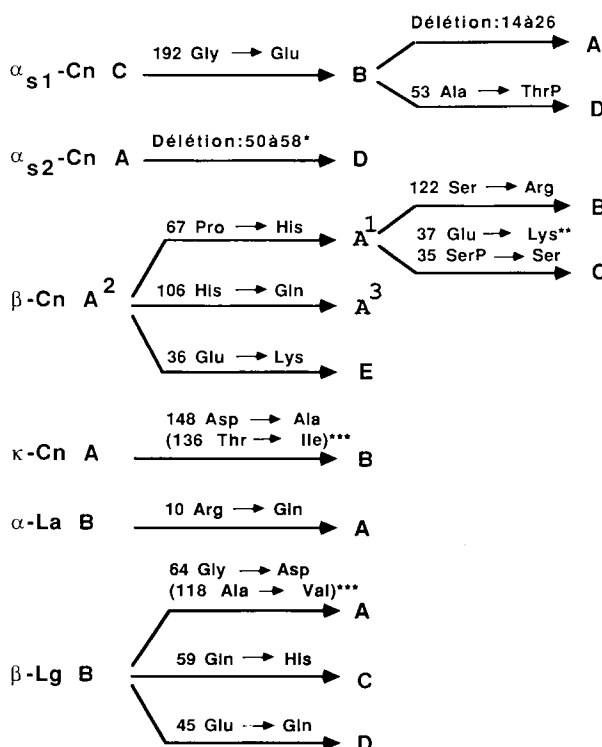 Délétion:14à26
A
αs1-Cn C 192 Gly → Glu B
53 Ala → ThrP
D
Délétion:50à58*
αs2-Cn A D
122 Ser → Arg
B
67 Pro → His A1
37 Glu → Lys**
35 SerP → Ser
C
β-Cn A2 106 His → Gln A3
36 Glu → Lys
E
148 Asp → Ala
(136 Thr → Ile)***
κ-Cn A B
10 Arg → Gln
α-La B A
64 Gly → Asp
(118 Ala → Val)***
A
59 Gln → His
β-Lg B C
45 Glu → Gln
D